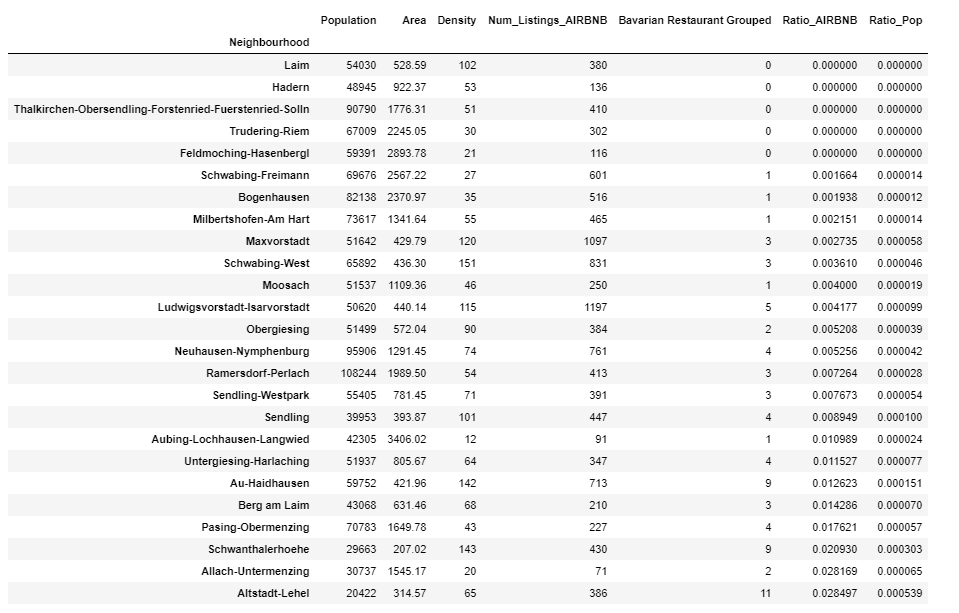 Population Area Density Num_Listings_AIRBNB Bavarian Restaurant Grouped Ratio_AIRBNB Ratio_Pop
Neighbourhood
Laim 54030 528.59 102 380 0 0.000000 0.000000
Hadern 48945 922.37 53 136 0 0.000000 0.000000
Thalkirchen-Obersendling-Forstenried-Fuerstenried-Solln 90790 1776.31 51 410 0 0.000000 0.000000
Trudering-Riem 67009 2245.05 30 302 0 0.000000 0.000000
Feldmoching-Hasenbergl 59391 2893.78 21 116 0 0.000000 0.000000
Schwabing-Freimann 69676 2567.22 27 601 1 0.001664 0.000014
Bogenhausen 82138 2370.97 35 516 1 0.001938 0.000012
Milbertshofen-Am Hart 73617 1341.64 55 465 1 0.002151 0.000014
Maxvorstadt 51642 429.79 120 1097 3 0.002735 0.000058
Schwabing-West 65892 436.30 151 831 3 0.003610 0.000046
Moosach 51537 1109.36 46 250 1 0.004000 0.000019
Ludwigsvorstadt-Isarvorstadt 50620 440.14 115 1197 5 0.004177 0.000099
Obergiesing 51499 572.04 90 384 2 0.005208 0.000039
Neuhausen-Nymphenburg 95906 1291.45 74 761 4 0.005256 0.000042
Ramersdorf-Perlach 108244 1989.50 54 413 3 0.007264 0.000028
Sendling-Westpark 55405 781.45 71 391 3 0.007673 0.000054
Sendling 39953 393.87 101 447 4 0.008949 0.000100
Aubing-Lochhausen-Langwied 42305 3406.02 12 91 1 0.010989 0.000024
Untergiesing-Harlaching 51937 805.67 64 347 4 0.011527 0.000077
Au-Haidhausen 59752 421.96 142 713 9 0.012623 0.000151
Berg am Laim 43068 631.46 68 210 3 0.014286 0.000070
Pasing-Obermenzing 70783 1649.78 43 227 4 0.017621 0.000057
Schwanthalerhoehe 29663 207.02 143 430 9 0.020930 0.000303
Allach-Untermenzing 30737 1545.17 20 71 2 0.028169 0.000065
Altstadt-Lehel 20422 314.57 65 386 11 0.028497 0.000539